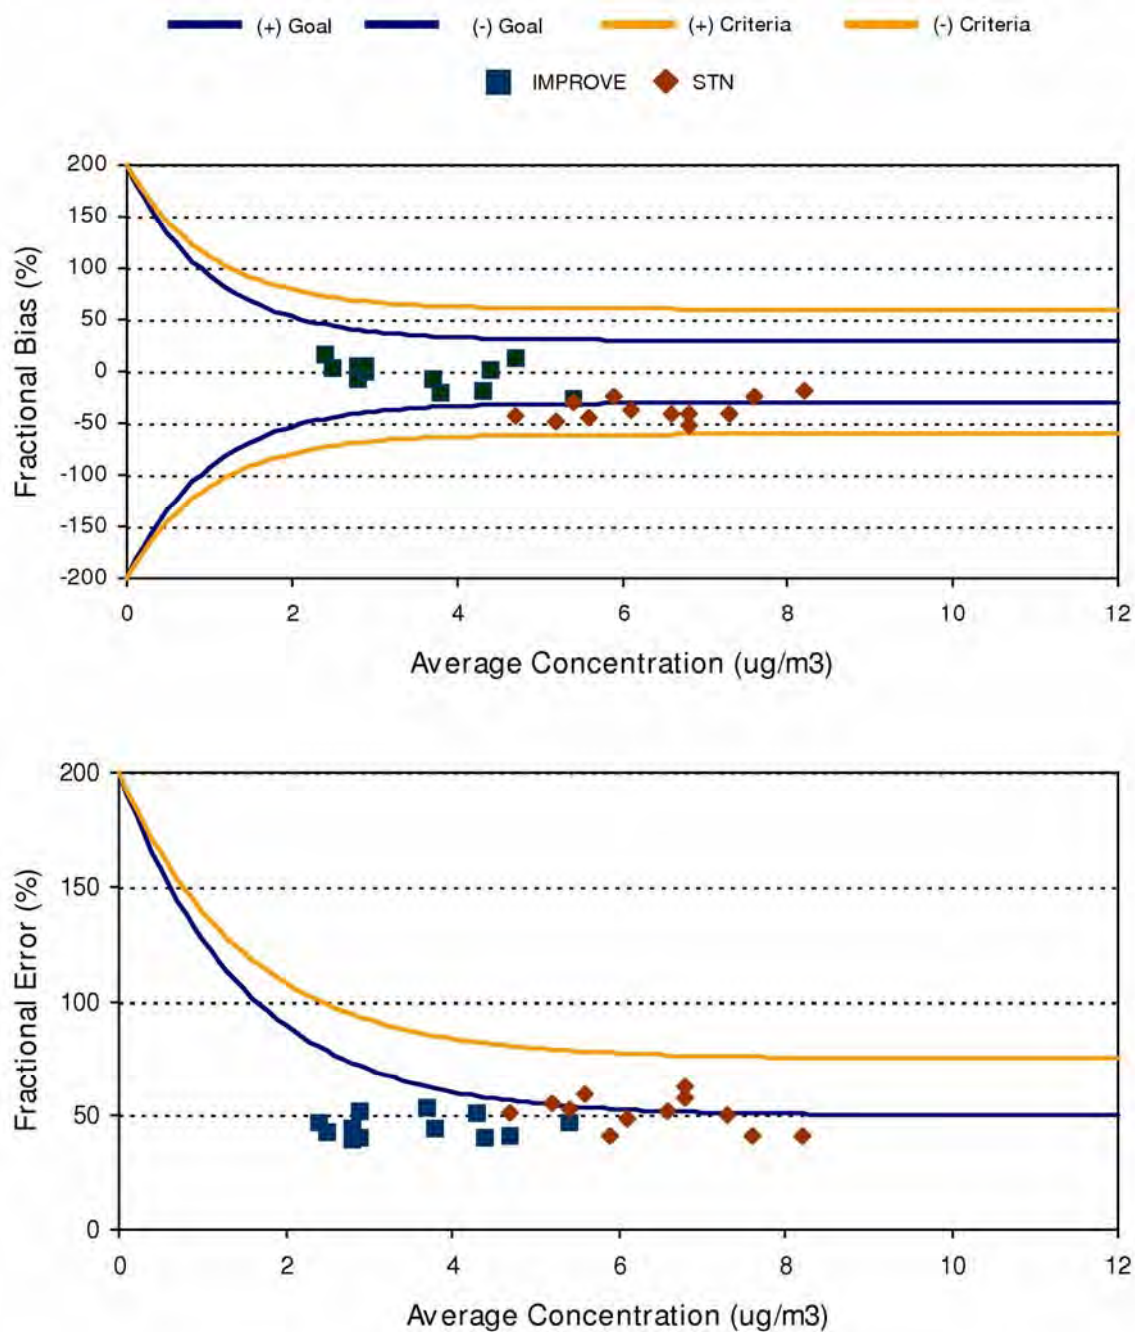 (+) Goal (-) Goal (+) Criteria (-) Criteria
IMPROVE STN
200
150
100
50
0
-50
-100
-150
-200
Fractional Bias (%)
0 2 4 6 8 10 12
Average Concentration (ug/m3)
200
150
100
50
0
Fractional Error (%)
0 2 4 6 8 10 12
Average Concentration (ug/m3)